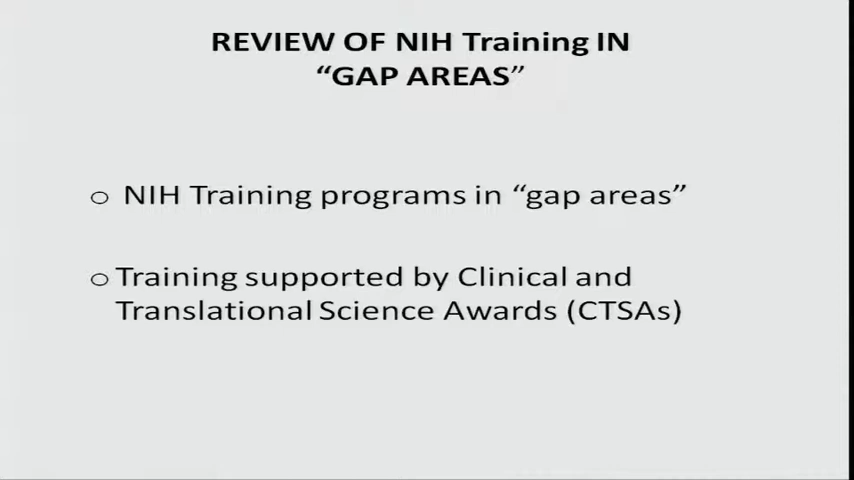 REVIEW OF NIH Training IN
“GAP AREAS”
o NIH Training programs in “gap areas”
o Training supported by Clinical and
Translational Science Awards (CTSAs)